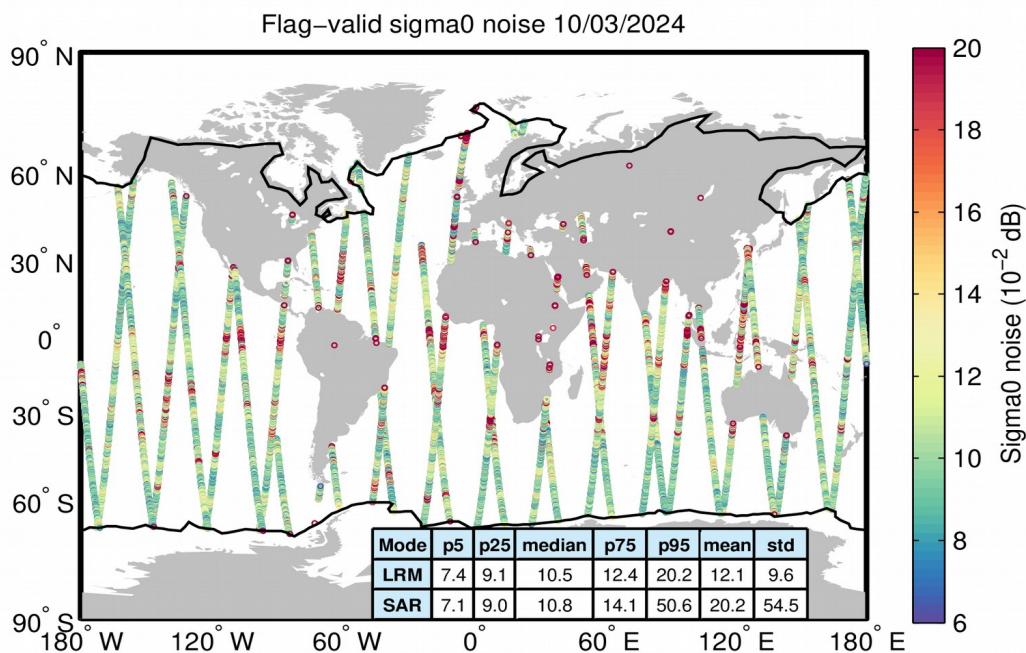 Flag−valid sigma0 noise 10/03/2024
90° N
60° N
30° N
0°
30° S
60° S
90° S
180° W
120° W
60° W
0°
60° E
120° E
180° E
20
18
16
14
12
10
8
6
Sigma0 noise (10⁻² dB)
Mode p5 p25 median p75 p95 mean std
LRM 7.4 9.1 10.5 12.4 20.2 12.1 9.6
SAR 7.1 9.0 10.8 14.1 50.6 20.2 54.5